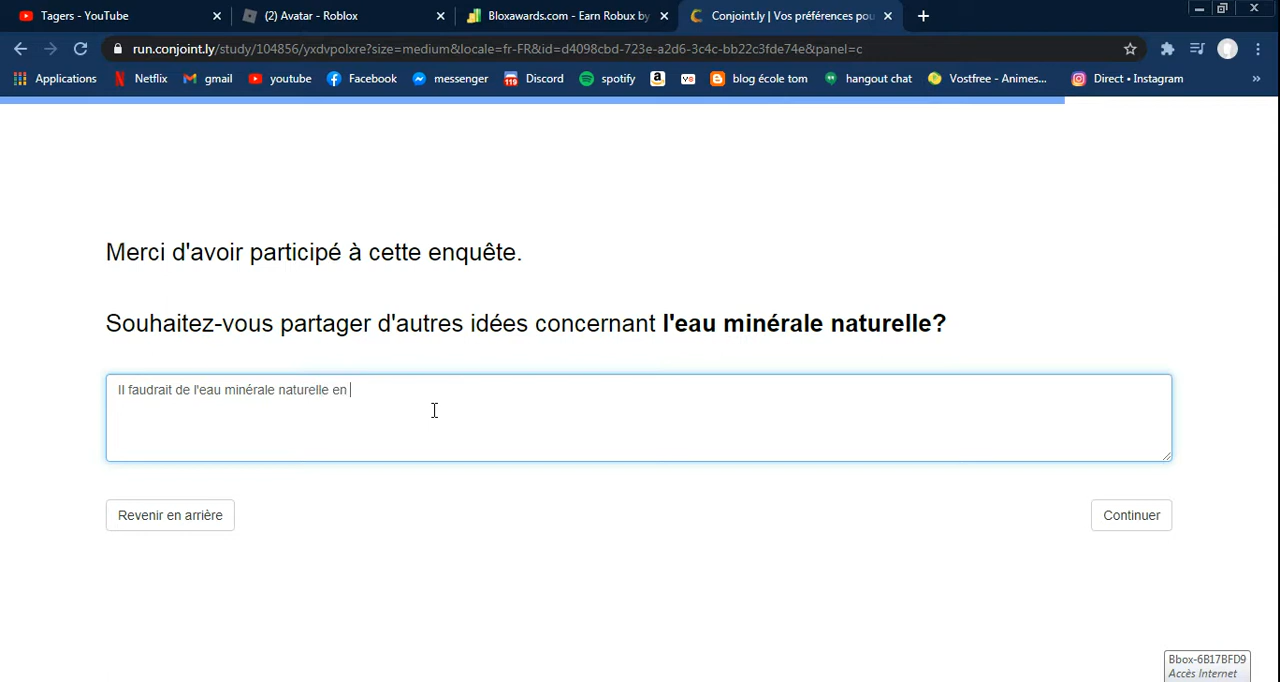 Tagers - YouTube
(2) Avatar - Roblox
Bloxawards.com - Earn Robux by
Conjoint.ly | Vos préférences pou
run.conjoint.ly/study/104856/yxdvpolxre?size=medium&locale=fr-FR&id=d4098cbd-723e-a2d6-3c4c-bb22c3fde74e&panel=c
Applications Netflix gmail youtube Facebook messenger 119 Discord spotify a VS blog école tom hangout chat Vostfree - Animes... Direct • Instagram »
Merci d'avoir participé à cette enquête.
Souhaitez-vous partager d'autres idées concernant l'eau minérale naturelle?
Il faudrait de l'eau minérale naturelle en
Revenir en arrière
Continuer
Bbox-6B17BFD9
Accès Internet